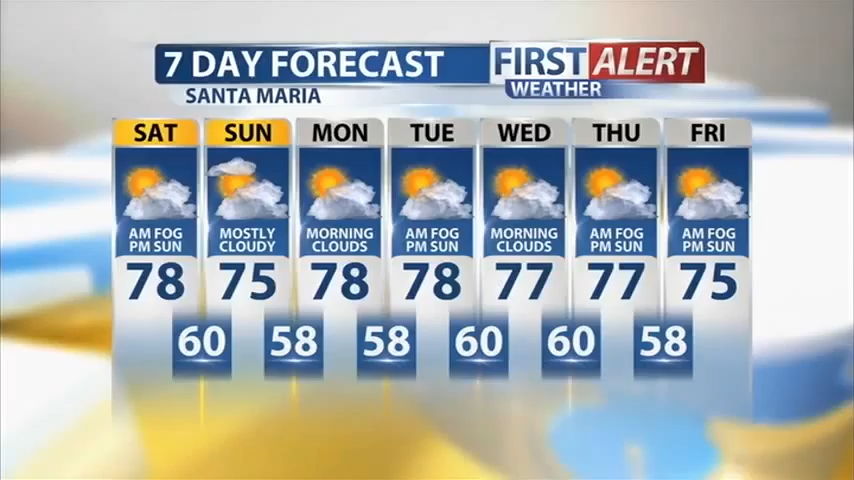 7 DAY FORECAST
FIRST ALERT
WEATHER
SANTA MARIA
SAT SUN MON TUE WED THU FRI
AM FOG MOSTLY MORNING AM FOG MORNING AM FOG AM FOG
PM SUN CLOUDY CLOUDS PM SUN CLOUDS PM SUN PM SUN
78 75 78 78 77 77 75
60 58 58 60 60 58